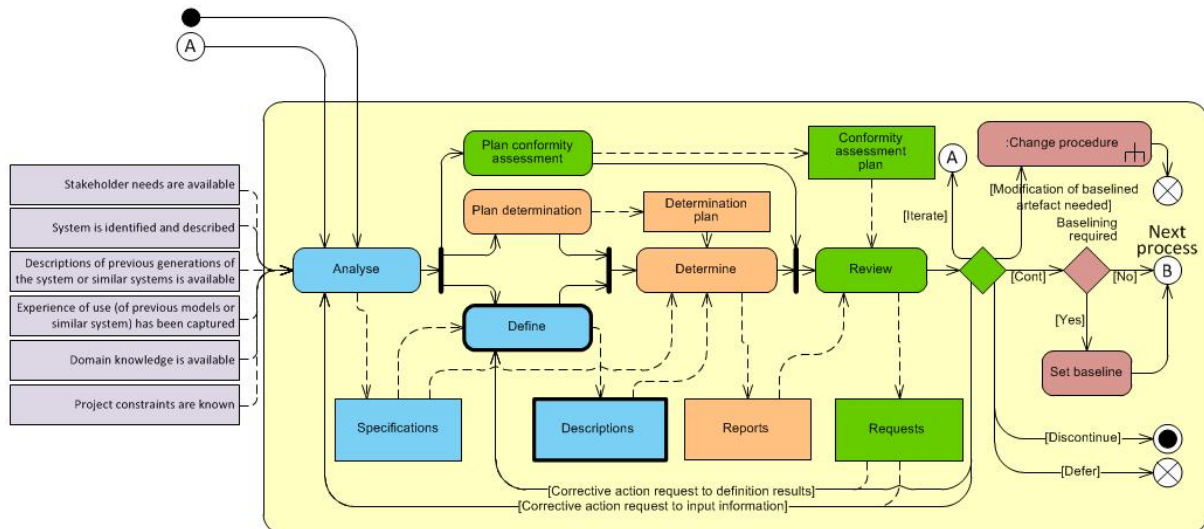 A
Stakeholder needs are available
System is identified and described
Descriptions of previous generations of
the system or similar systems is available
Experience of use (of previous models or
similar system) has been captured
Domain knowledge is available
Project constraints are known
Analyse
Plan conformity
assessment
Plan determination
Define
Determination
plan
Determine
Conformity
assessment
plan
Review
A
[Iterate]
:Change procedure
[Modification of baselined
artefact needed]
Baselining
required
Next
process
[Cont]
[No]
B
[Yes]
Set baseline
Specifications
Descriptions
Reports
Requests
[Discontinue]
[Defer]
[Corrective action request to definition results]
[Corrective action request to input information]